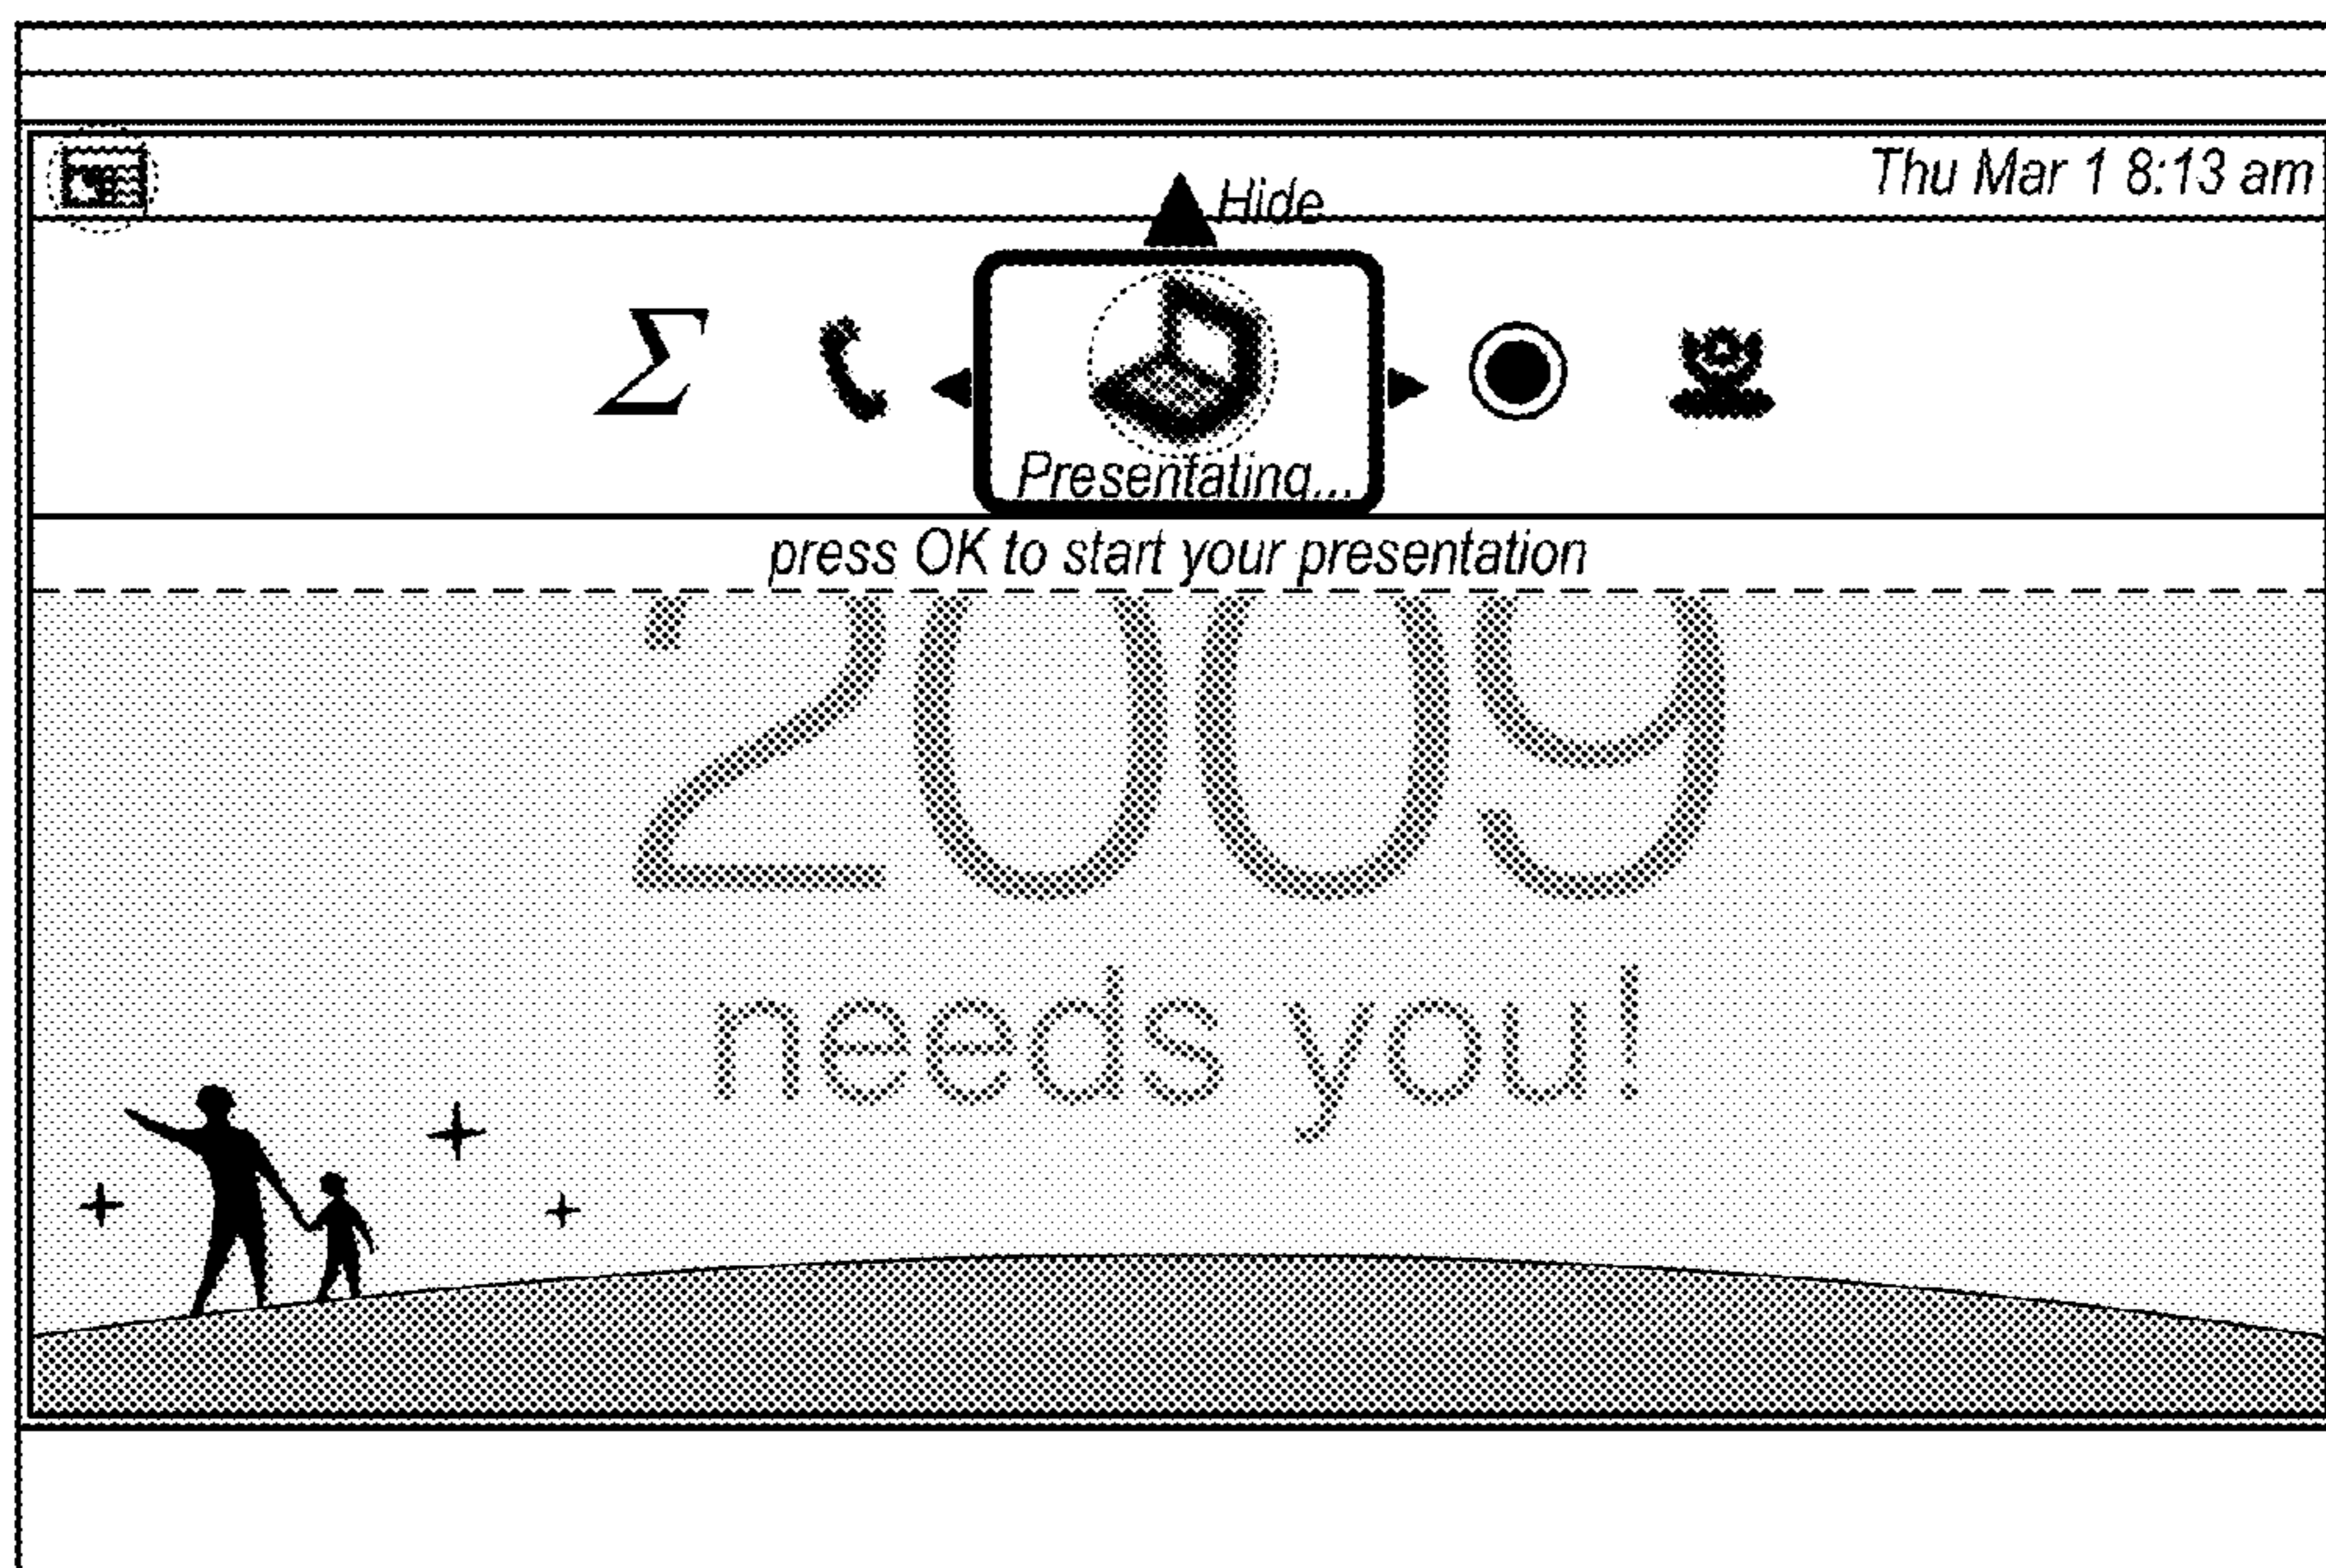 Thu Mar 1 8:13 am
Hide
Σ
Presentating...
press OK to start your presentation
2009
needs you!